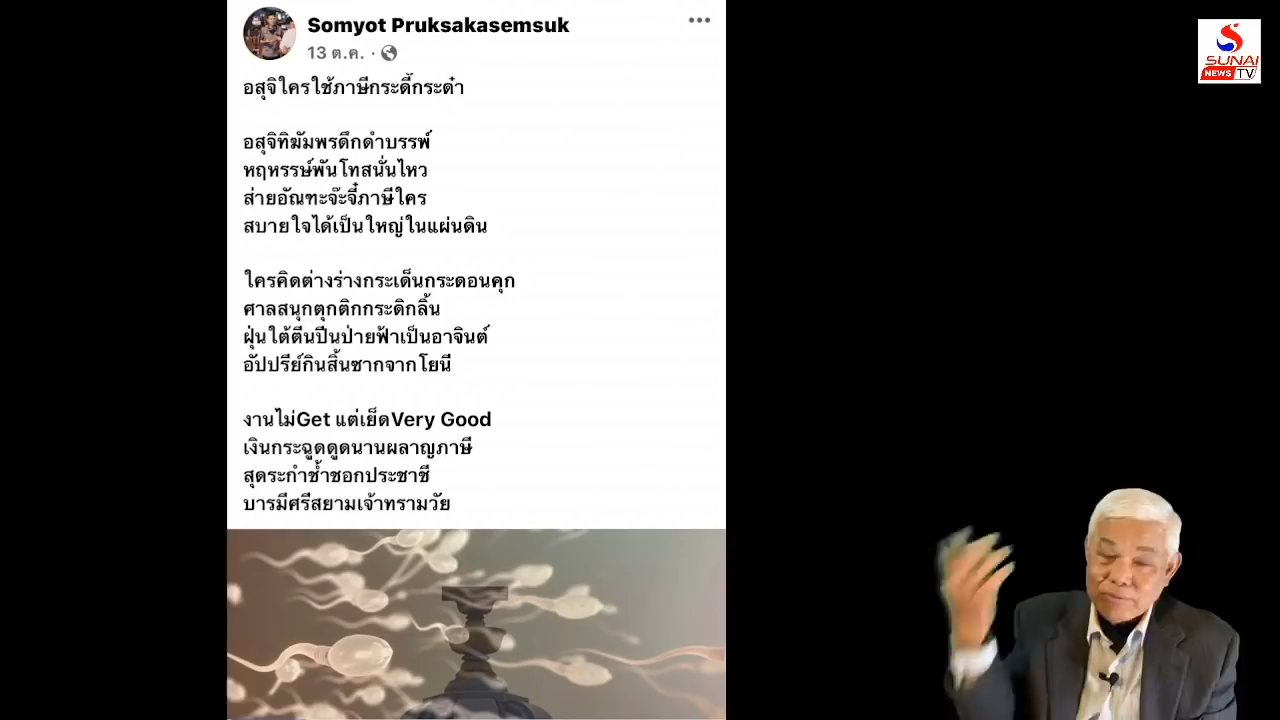 Somyot Pruksakasemsuk
13 ต.ค. ·
อสุจิใครใช้ภาษีกระดี้กระด๋า
อสุจิทิฆัมพรดึกดำบรรพ์
หฤหรรษ์พันโทสนั่นไหว
ส่ายอัณฑะจ๊ะจี๋ภาษีใคร
สบายใจได้เป็นใหญ่ในแผ่นดิน
ใครคิดต่างร่างกระเด็นกระดอนคุก
ศาลสนุกตุกติกกระดิกลิ้น
ฝุ่นใต้ตีนปีนป่ายฟ้าเป็นอาจินต์
อัปปรีย์กินสิ้นซากจากโยนี
งานไม่Get แต่เย็ดVery Good
เงินกระฉูดดูดนานผลาญภาษี
สุดระกำช้ำชอกประชาชี
บารมีศรีสยามเจ้าทรามวัย
SUNAI
NEWS TV